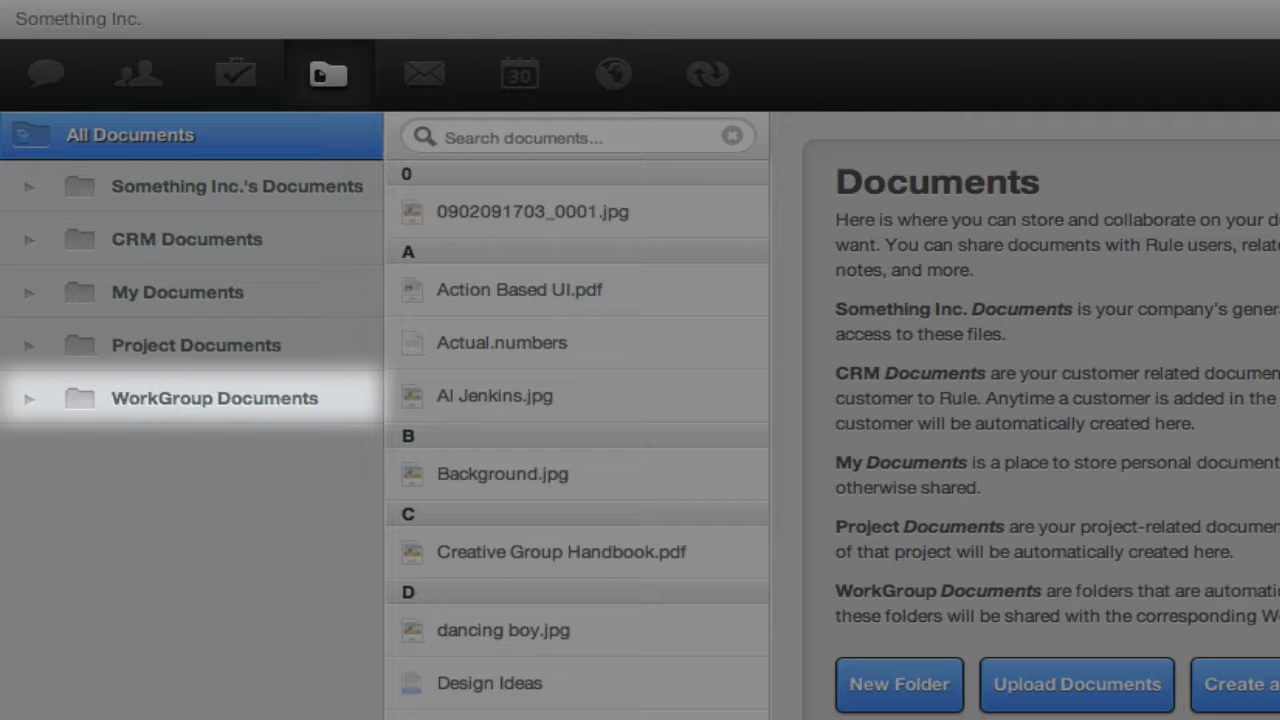 Something Inc.
30
All Documents
Something Inc.'s Documents
CRM Documents
My Documents
Project Documents
WorkGroup Documents
Search documents...
0
0902091703_0001.jpg
A
Action Based UI.pdf
Actual.numbers
Al Jenkins.jpg
B
Background.jpg
C
Creative Group Handbook.pdf
D
dancing boy.jpg
Design Ideas
Documents
Here is where you can store and collaborate on your d
want. You can share documents with Rule users, relate
notes, and more.
Something Inc. Documents is your company's genera
access to these files.
CRM Documents are your customer related documen
customer to Rule. Anytime a customer is added in the
customer will be automatically created here.
My Documents is a place to store personal document
otherwise shared.
Project Documents are your project-related documen
of that project will be automatically created here.
WorkGroup Documents are folders that are automatic
these folders will be shared with the corresponding Wo
New Folder
Upload Documents
Create a